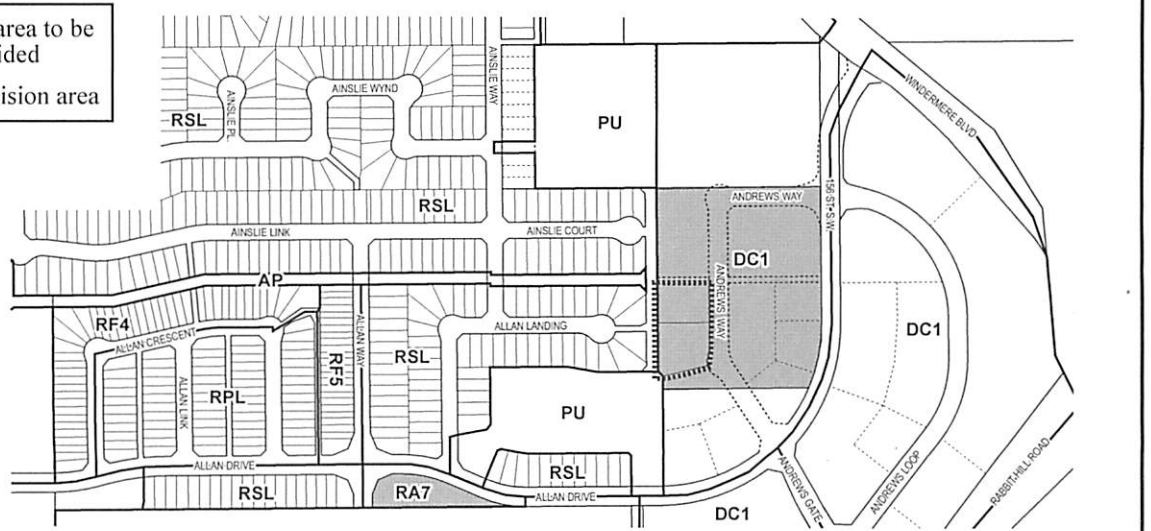 area to be
ided
ision area
AINSLIE WAY
AINSLIE WYND
AINSLIE PL
RSL
PU
WINDERMERE BLVD
156 ST. S.W.
ANDREWS WAY
RSL
AINSLIE LINK
AINSLIE COURT
DC1
AP
ANDREWS WAY
RF4
ALLAN CRESCENT
ALLAN WAY
ALLAN LANDING
DC1
RSL
RF5
ALLAN LINK
RPL
PU
ALLAN DRIVE
RSL
RSL
RA7
ALLAN DRIVE
ANDREWS GATE
ANDREWS LOOP
RABBIT-HILL ROAD
DC1